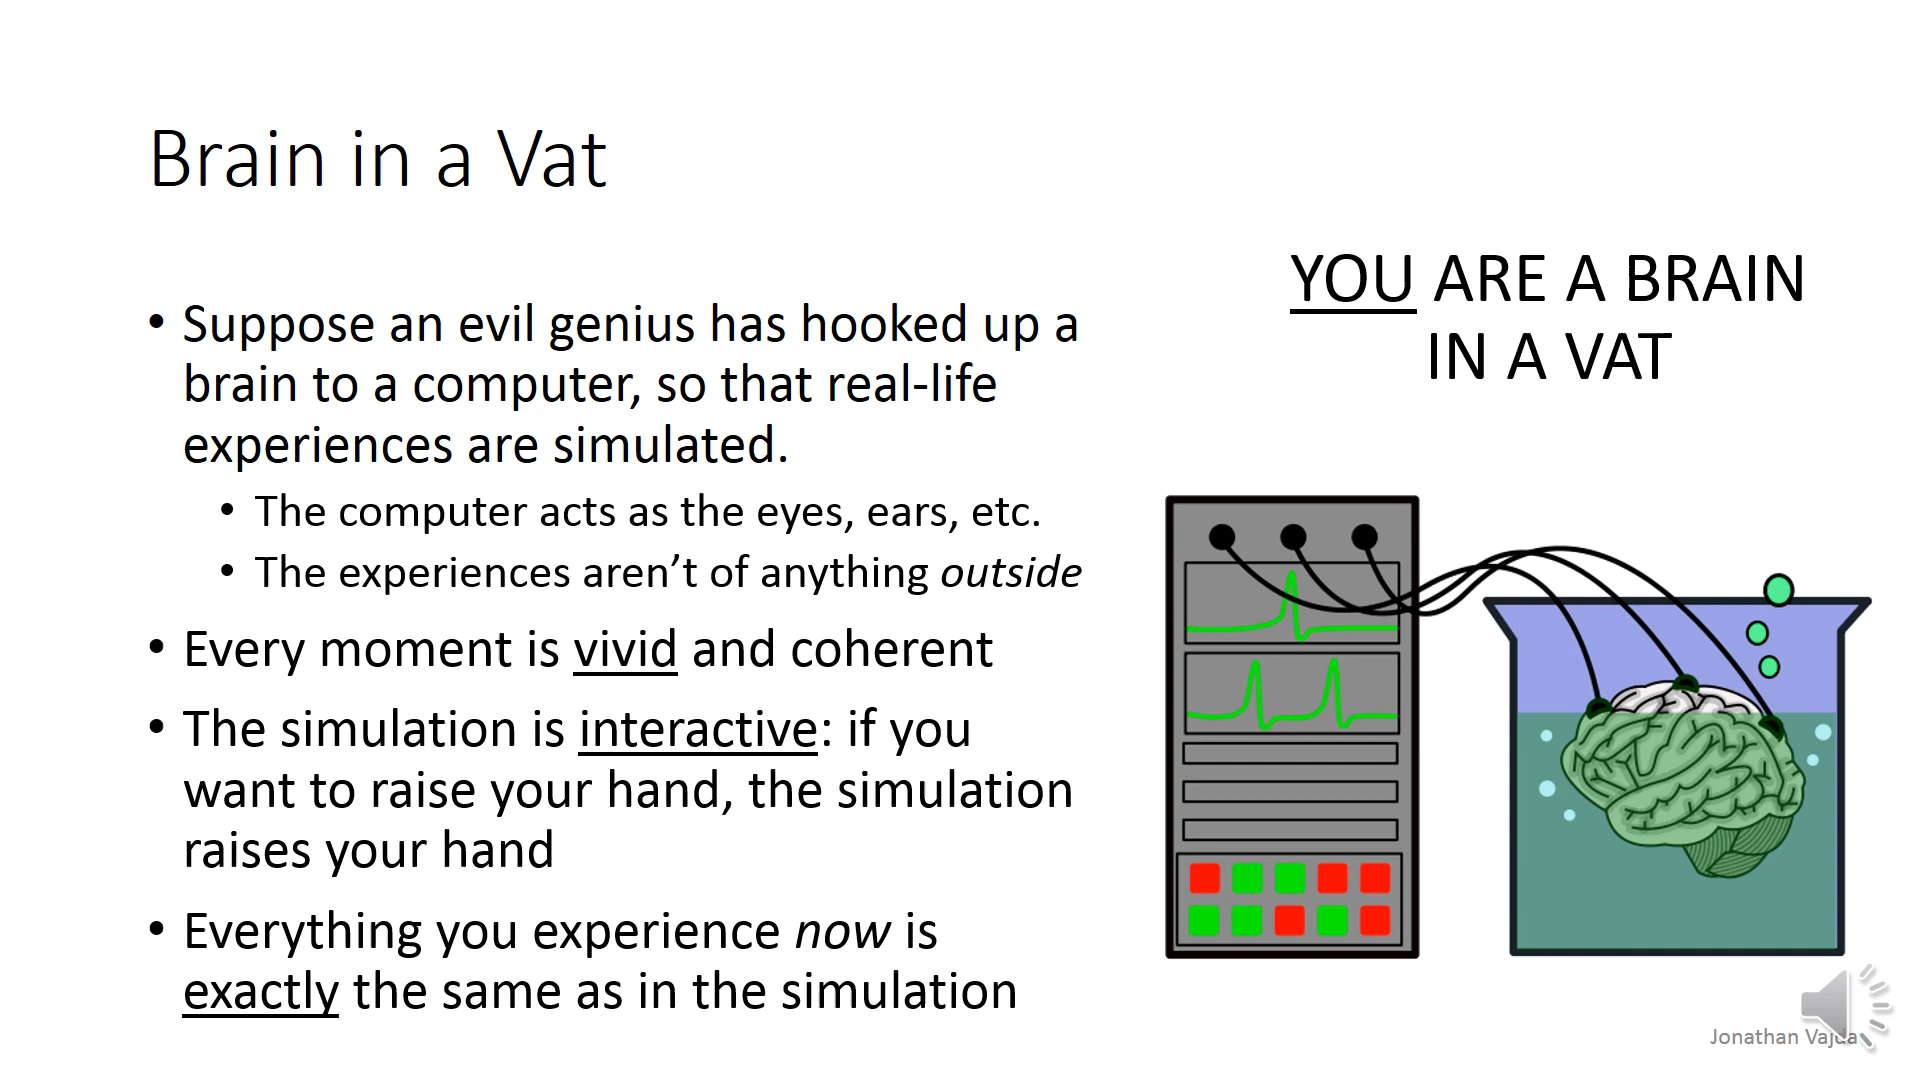 Brain in a Vat
YOU ARE A BRAIN
IN A VAT
• Suppose an evil genius has hooked up a
brain to a computer, so that real-life
experiences are simulated.
• The computer acts as the eyes, ears, etc.
• The experiences aren’t of anything outside
• Every moment is vivid and coherent
• The simulation is interactive: if you
want to raise your hand, the simulation
raises your hand
• Everything you experience now is
exactly the same as in the simulation
Jonathan Vajda